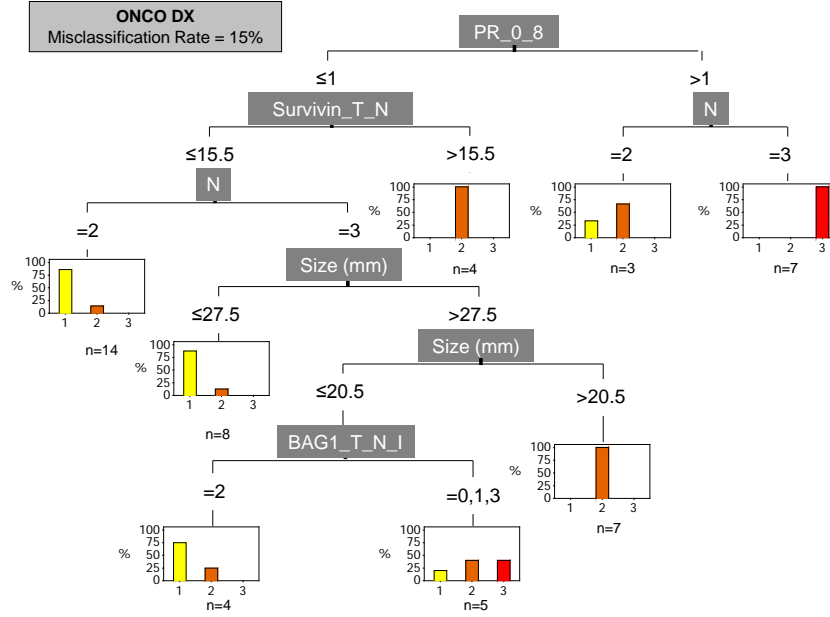 ONCO DX
Misclassification Rate = 15%
PR_0_8
≤1
>1
Survivin_T_N
N
≤15.5
>15.5
=2
=3
N
%
100
75
50
25
0
1 2 3
n=4
%
100
75
50
25
0
1 2 3
n=3
100
75
50
25
0
1 2 3
n=7
=2
=3
%
100
75
50
25
0
1 2 3
n=14
Size (mm)
≤27.5
>27.5
%
100
75
50
25
0
1 2 3
n=8
Size (mm)
≤20.5
>20.5
BAG1_T_N_I
%
100
75
50
25
0
1 2 3
n=7
=2
=0,1,3
%
100
75
50
25
0
1 2 3
n=4
%
100
75
50
25
0
1 2 3
n=5